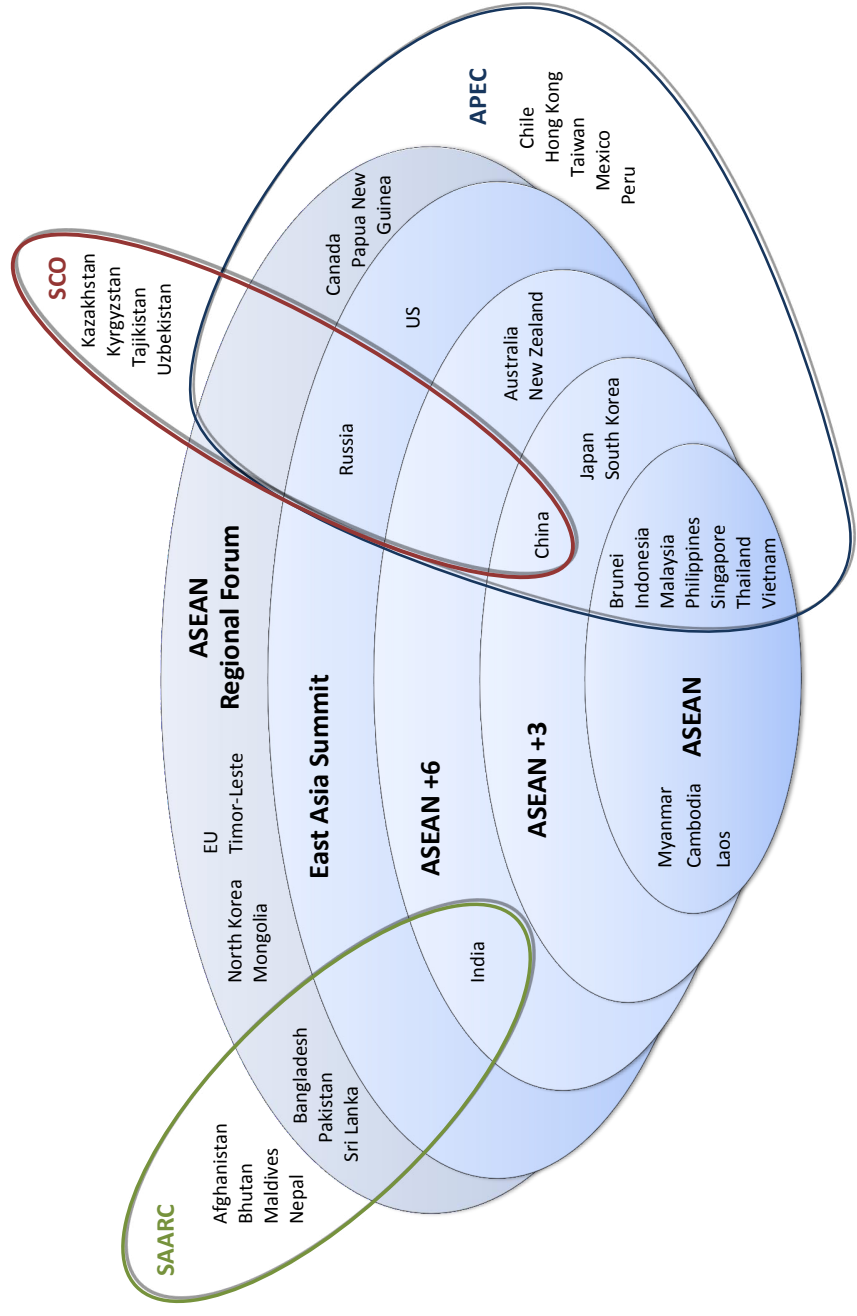 SAARC
Afghanistan
Bhutan
Maldives
Nepal
Bangladesh
Pakistan
Sri Lanka
India
North Korea
Mongolia
EU
Timor-Leste
ASEAN
Regional Forum
East Asia Summit
ASEAN +6
ASEAN +3
ASEAN
Myanmar
Cambodia
Laos
Brunei
Indonesia
Malaysia
Philippines
Singapore
Thailand
Vietnam
China
Japan
South Korea
Australia
New Zealand
Russia
US
Canada
Papua New
Guinea
SCO
Kazakhstan
Kyrgyzstan
Tajikistan
Uzbekistan
APEC
Chile
Hong Kong
Taiwan
Mexico
Peru